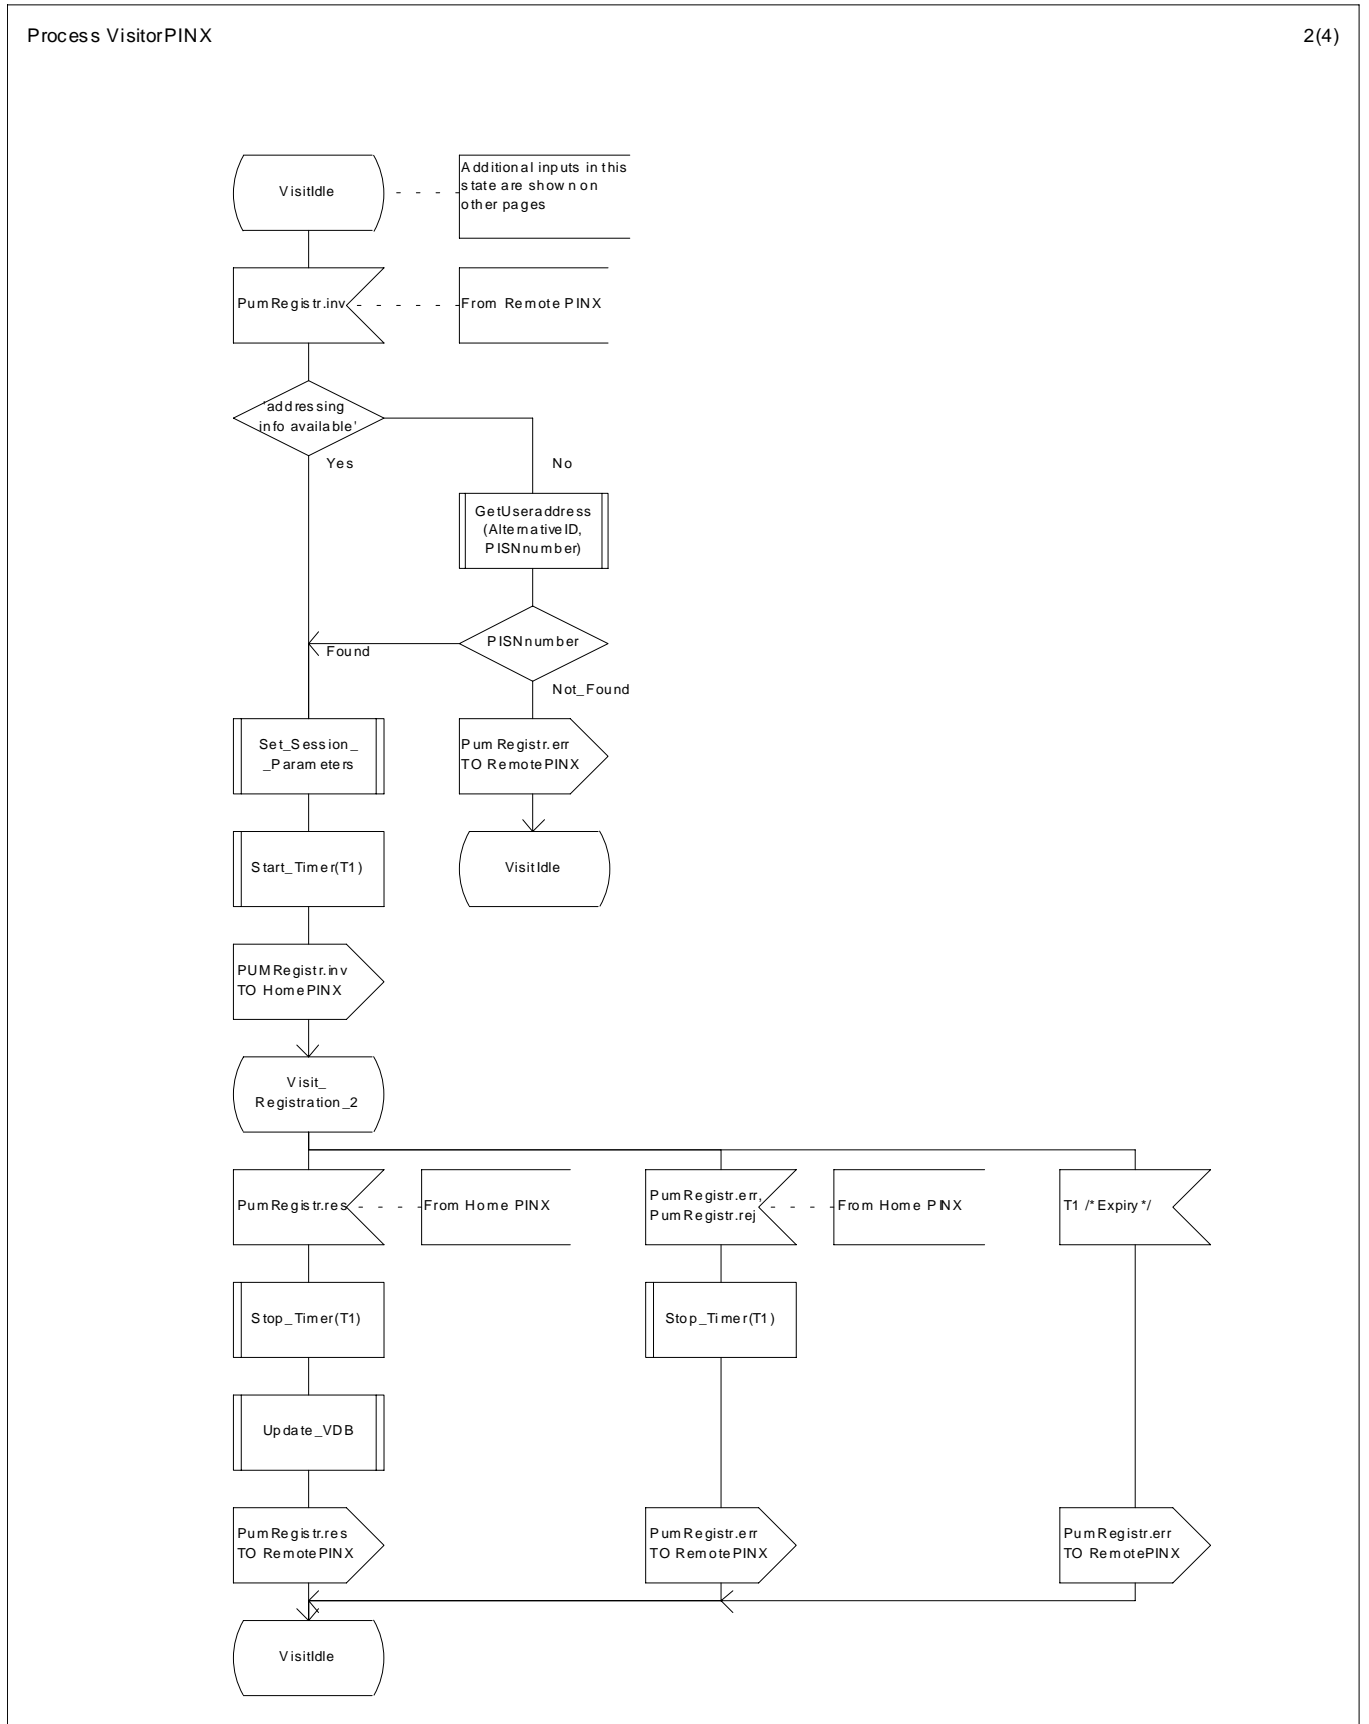 Process VisitorPINX
2(4)
VisitIdle
Additional inputs in this
state are shown on
other pages
PumRegistr.inv
From Remote PINX
'addressing
info available'
Yes
No
GetUseraddress
(AlternativeID,
PISNnumber)
PISNnumber
Found
Not_Found
Set_Session_
_Parameters
PumRegistr.err
TO RemotePINX
Start_Timer(T1)
VisitIdle
PUMRegistr.inv
TO HomePINX
Visit_
Registration_2
PumRegistr.res
From Home PINX
PumRegistr.err,
PumRegistr.rej
From Home PINX
T1 /*Expiry*/
Stop_Timer(T1)
Stop_Timer(T1)
Update_VDB
PumRegistr.res
TO RemotePINX
PumRegistr.err
TO RemotePINX
PumRegistr.err
TO RemotePINX
VisitIdle